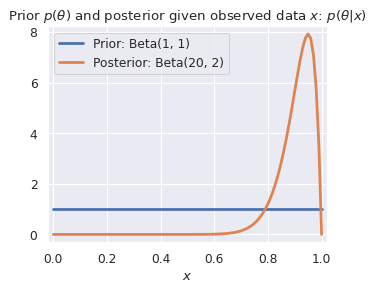 Prior p(θ) and posterior given observed data x: p(θ|x)
Prior: Beta(1, 1)
Posterior: Beta(20, 2)
8
6
4
2
0
0.0 0.2 0.4 0.6 0.8 1.0
x